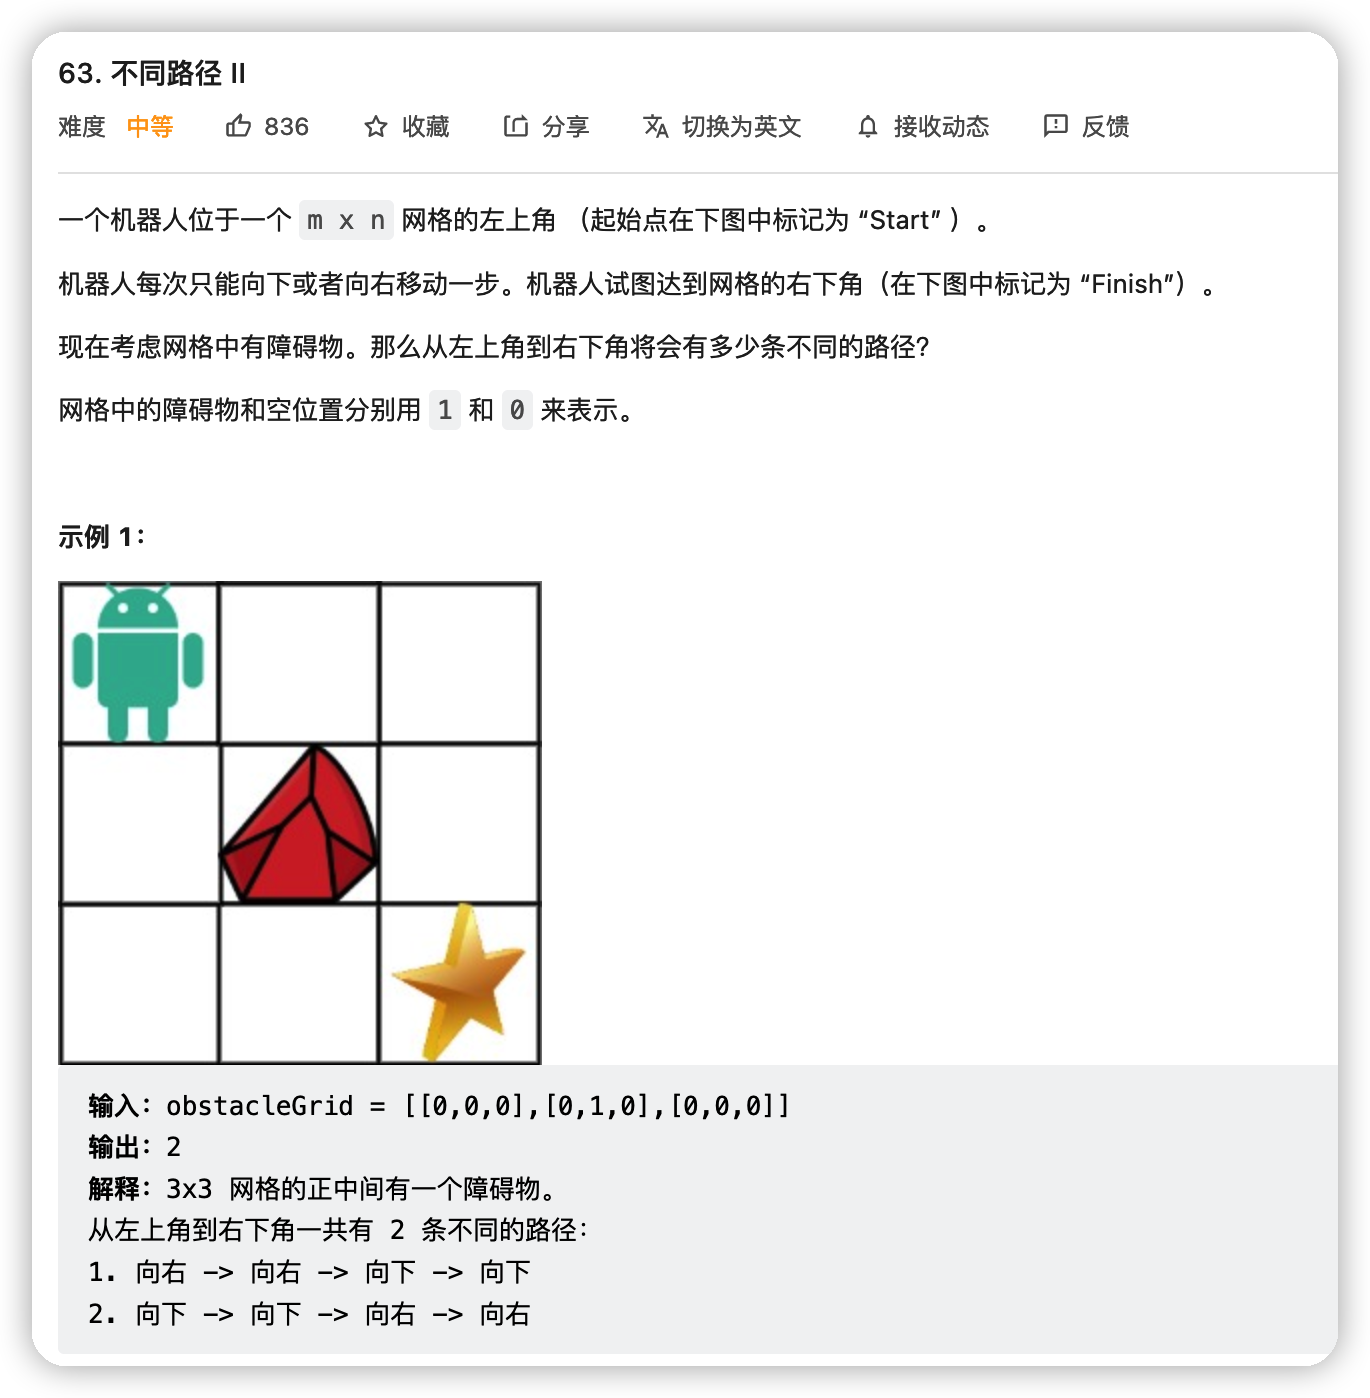 63. 不同路径 II
难度 中等 836 收藏 分享 切换为英文 接收动态 反馈
一个机器人位于一个 m x n 网格的左上角 （起始点在下图中标记为 “Start” ）。
机器人每次只能向下或者向右移动一步。机器人试图达到网格的右下角（在下图中标记为 “Finish”）。
现在考虑网格中有障碍物。那么从左上角到右下角将会有多少条不同的路径？
网格中的障碍物和空位置分别用 1 和 0 来表示。
示例 1：
输入：obstacleGrid = [[0,0,0],[0,1,0],[0,0,0]]
输出：2
解释：3x3 网格的正中间有一个障碍物。
从左上角到右下角一共有 2 条不同的路径：
1. 向右 -> 向右 -> 向下 -> 向下
2. 向下 -> 向下 -> 向右 -> 向右